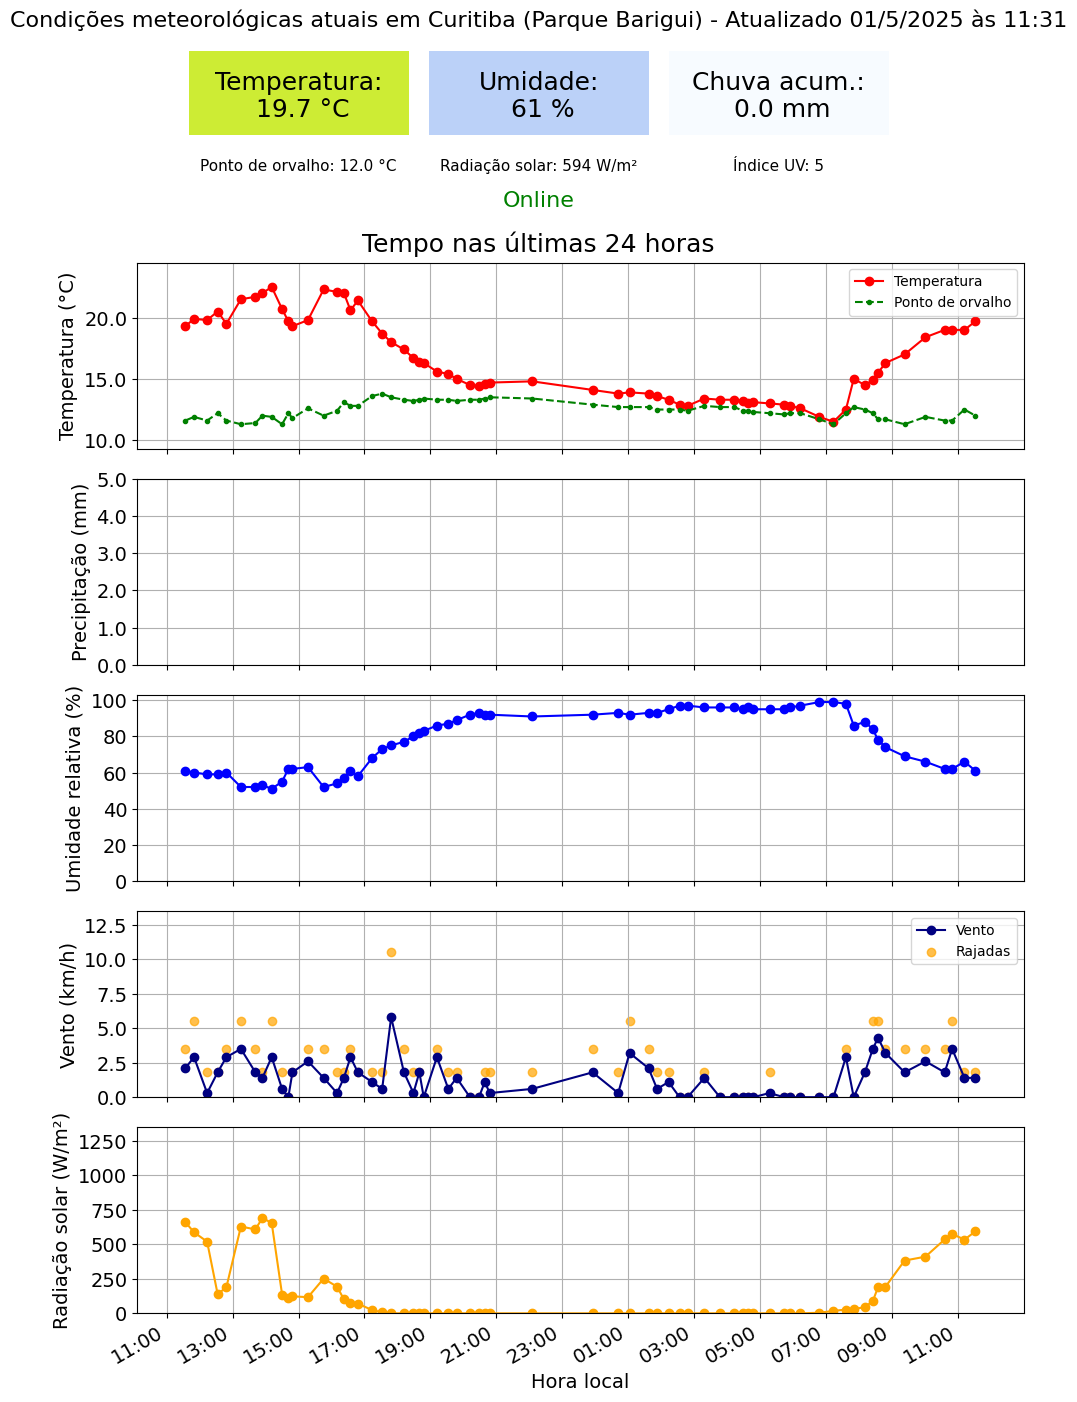 Condições meteorológicas atuais em Curitiba (Parque Barigui) - Atualizado 01/5/2025 às 11:31
Temperatura:
19.7 °C
Umidade:
61 %
Chuva acum.:
0.0 mm
Ponto de orvalho: 12.0 °C
Radiação solar: 594 W/m²
Índice UV: 5
Online
Tempo nas últimas 24 horas
Temperatura (°C)
20.0
15.0
10.0
Temperatura
Ponto de orvalho
Precipitação (mm)
5.0
4.0
3.0
2.0
1.0
0.0
Umidade relativa (%)
100
80
60
40
20
0
Vento (km/h)
12.5
10.0
7.5
5.0
2.5
0.0
Vento
Rajadas
Radiação solar (W/m²)
1250
1000
750
500
250
0
11:00
13:00
15:00
17:00
19:00
21:00
23:00
01:00
03:00
05:00
07:00
09:00
11:00
Hora local